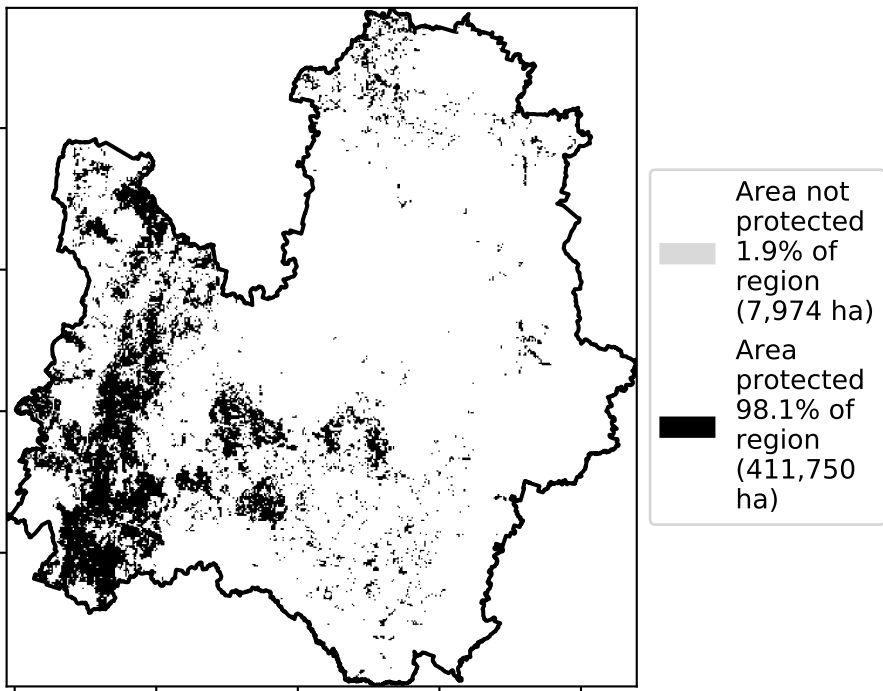 Area not
protected
1.9% of
region
(7,974 ha)
Area
protected
98.1% of
region
(411,750
ha)